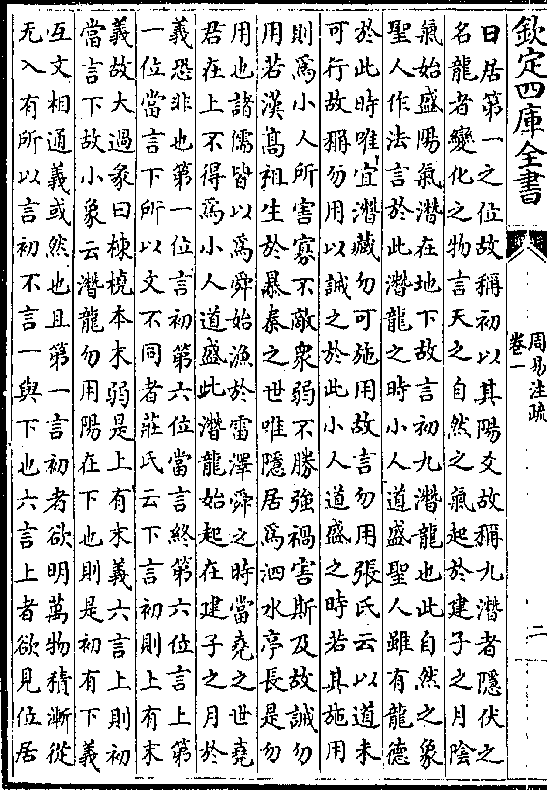 欽定四庫全書
周易注疏
卷一
二
曰居第一之位故稱初以其陽爻故稱九潛者隱伏之
名龍者變化之物言天之自然之氣起於建子之月陰
氣始盛陽氣潛在地下故言初九潛龍也此自然之象
聖人作法言於此潛龍之時小人道盛聖人雖有龍德
於此時唯宜潛藏勿可施用故言勿用張氏云以道未
可行故稱勿用以誡之於此小人道盛之時若其施用
則為小人所害寡不敵衆弱不勝強禍害斯及故誡勿
用若漢髙祖生於暴秦之世唯隱居為泗水亭長是勿
用也諸儒皆以為舜始漁於雷澤舜之時當堯之世堯
君在上不得為小人道盛此潛龍始起在建子之月於
義恐非也第一位言初第六位當言終第六位言上第
一位當言下所以文不同者莊氏云下言初則上有末
義故大過彖曰棟橈本末弱是上有末義六言上則初
當言下故小象云潛龍勿用陽在下也則是初有下義
互文相通義或然也且第一言初者欲明萬物積漸從
无入有所以言初不言一與下也六言上者欲見位居